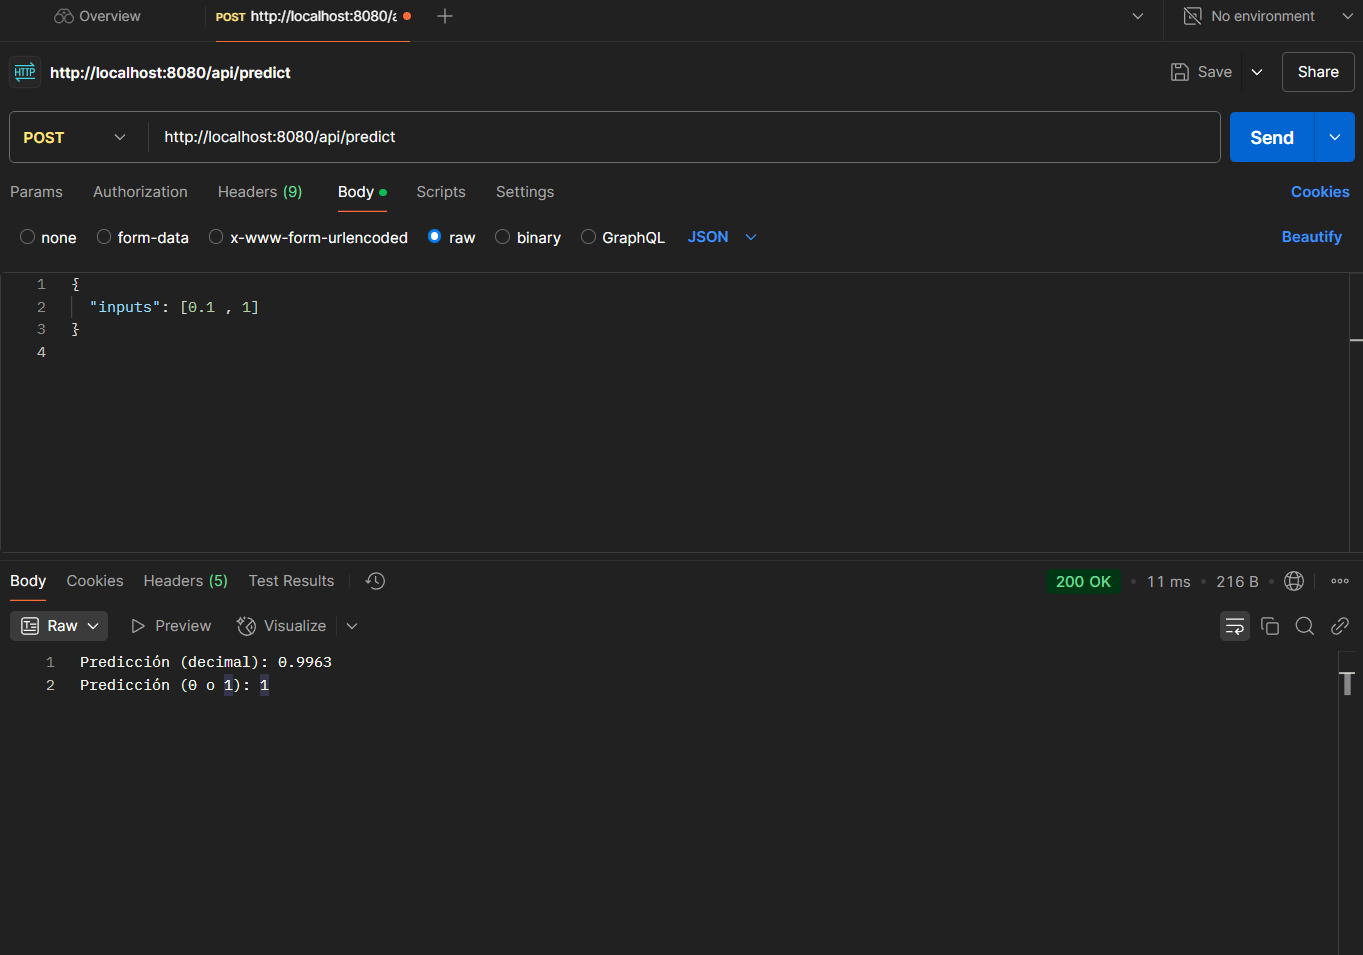 Overview
POST http://localhost:8080/a
No environment
HTTP http://localhost:8080/api/predict
Save
Share
POST
http://localhost:8080/api/predict
Send
Params Authorization Headers (9) Body Scripts Settings Cookies
none form-data x-www-form-urlencoded raw binary GraphQL JSON Beautify
1 {
2 "inputs": [0.1 , 1]
3 }
4
Body Cookies Headers (5) Test Results 200 OK • 11 ms • 216 B •
Raw Preview Visualize
1 Predicción (decimal): 0.9963
2 Predicción (0 o 1): 1